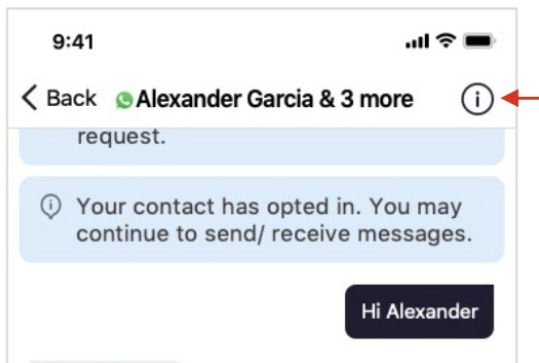 9:41
Back Alexander Garcia & 3 more
request.
Your contact has opted in. You may
continue to send/ receive messages.
Hi Alexander